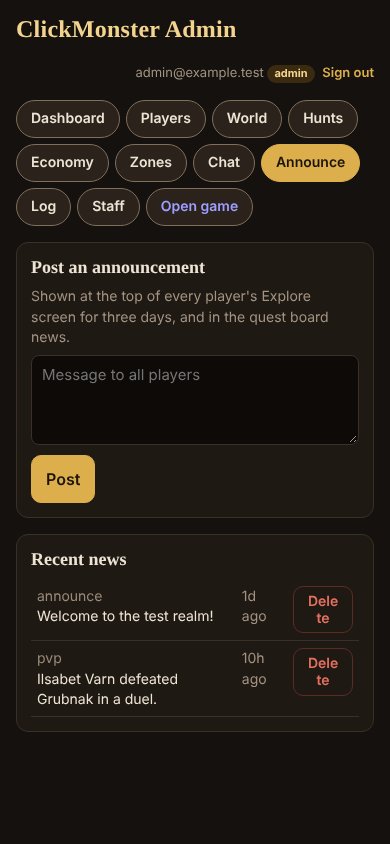 ClickMonster Admin
admin@example.test admin Sign out
Dashboard Players World Hunts
Economy Zones Chat Announce
Log Staff Open game
Post an announcement
Shown at the top of every player's Explore
screen for three days, and in the quest board
news.
Message to all players
Post
Recent news
announce 1d Dele
Welcome to the test realm! ago te
pvp 10h Dele
Ilsabet Varn defeated ago te
Grubnak in a duel.